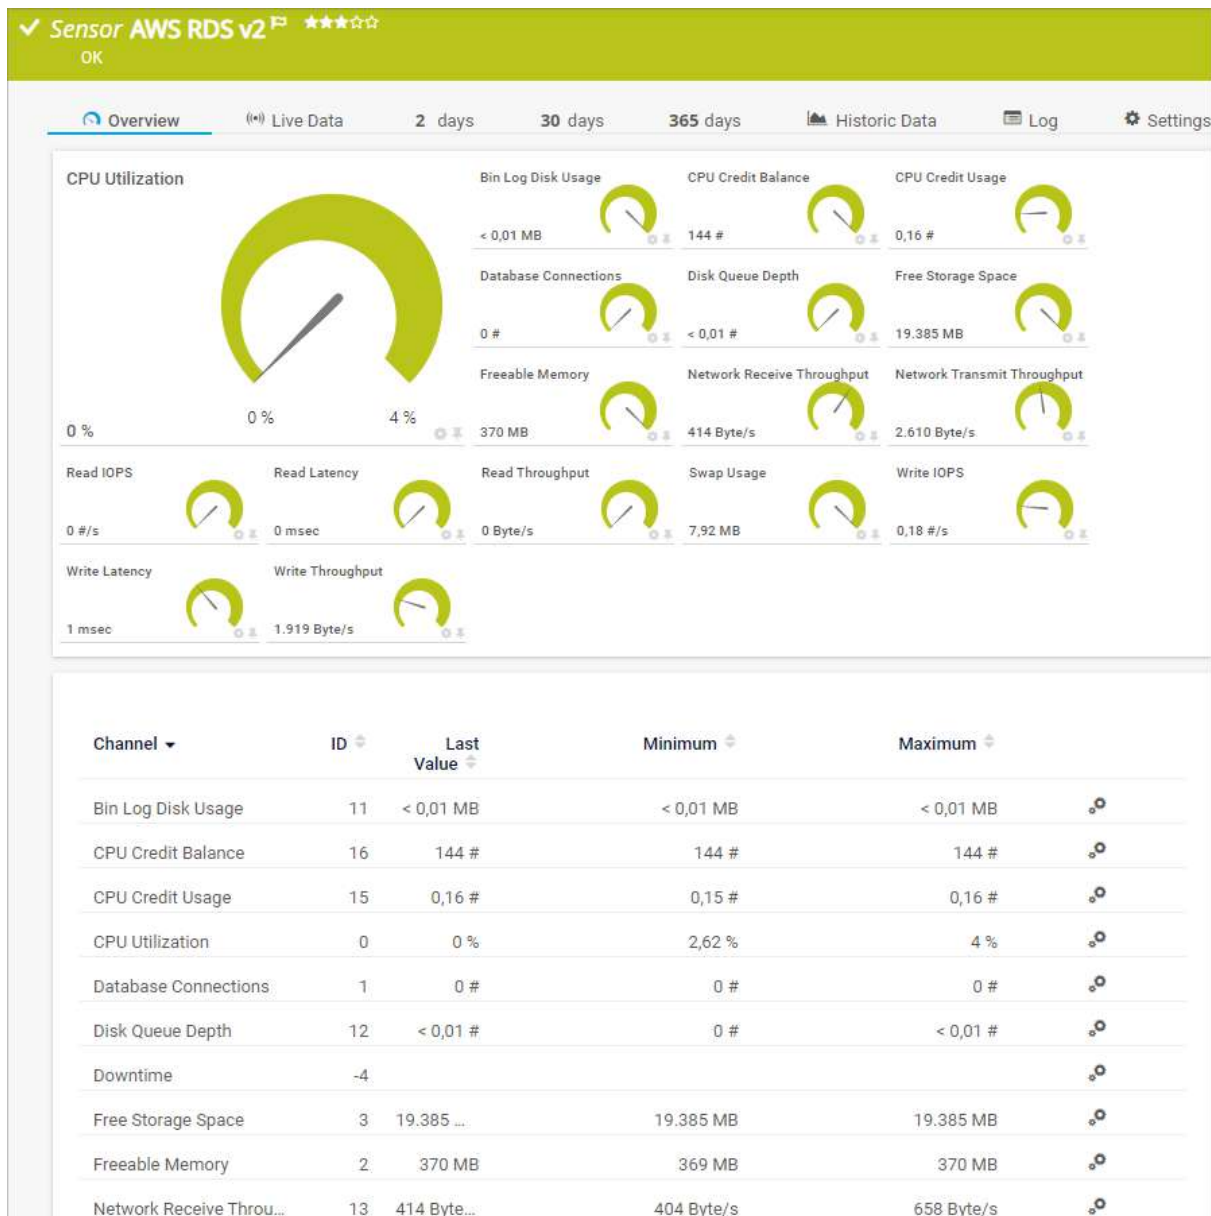 Sensor AWS RDS v2
OK
Overview Live Data 2 days 30 days 365 days Historic Data Log Settings
CPU Utilization
0 %
4 %
0 %
Bin Log Disk Usage
< 0,01 MB
CPU Credit Balance
144 #
CPU Credit Usage
0,16 #
Database Connections
0 #
Disk Queue Depth
< 0,01 #
Free Storage Space
19.385 MB
Freeable Memory
370 MB
Network Receive Throughput
414 Byte/s
Network Transmit Throughput
2.610 Byte/s
Read IOPS
0 #/s
Read Latency
0 msec
Read Throughput
0 Byte/s
Swap Usage
7,92 MB
Write IOPS
0,18 #/s
Write Latency
1 msec
Write Throughput
1.919 Byte/s
Channel ID Last Value Minimum Maximum
Bin Log Disk Usage 11 < 0,01 MB < 0,01 MB < 0,01 MB
CPU Credit Balance 16 144 # 144 # 144 #
CPU Credit Usage 15 0,16 # 0,15 # 0,16 #
CPU Utilization 0 0 % 2,62 % 4 %
Database Connections 1 0 # 0 # 0 #
Disk Queue Depth 12 < 0,01 # 0 # < 0,01 #
Downtime -4
Free Storage Space 3 19.385 ... 19.385 MB 19.385 MB
Freeable Memory 2 370 MB 369 MB 370 MB
Network Receive Throu... 13 414 Byte... 404 Byte/s 658 Byte/s